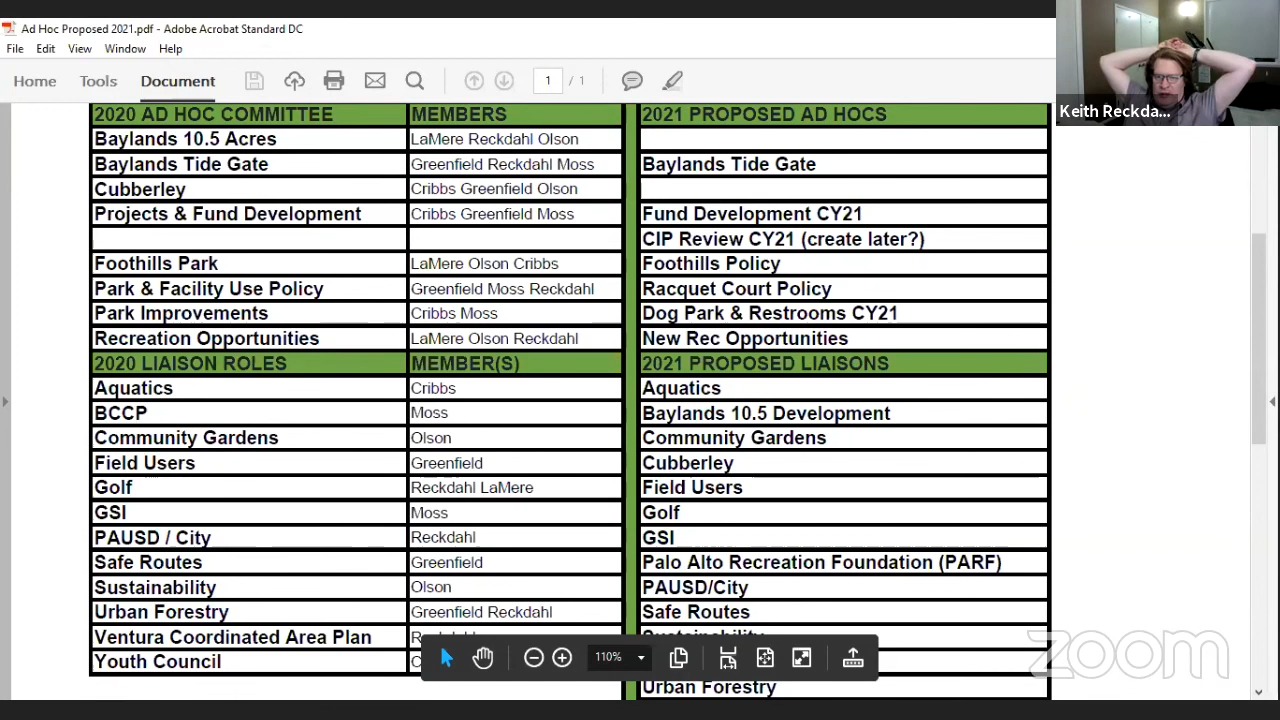 Ad Hoc Proposed 2021.pdf - Adobe Acrobat Standard DC
File Edit View Window Help
Home Tools Document 1 / 1
Keith Reckda...
2020 AD HOC COMMITTEE MEMBERS 2021 PROPOSED AD HOCS
Baylands 10.5 Acres LaMere Reckdahl Olson
Baylands Tide Gate Greenfield Reckdahl Moss Baylands Tide Gate
Cubberley Cribbs Greenfield Olson
Projects & Fund Development Cribbs Greenfield Moss Fund Development CY21
CIP Review CY21 (create later?)
Foothills Park LaMere Olson Cribbs Foothills Policy
Park & Facility Use Policy Greenfield Moss Reckdahl Racquet Court Policy
Park Improvements Cribbs Moss Dog Park & Restrooms CY21
Recreation Opportunities LaMere Olson Reckdahl New Rec Opportunities
2020 LIAISON ROLES MEMBER(S) 2021 PROPOSED LIAISONS
Aquatics Cribbs Aquatics
BCCP Moss Baylands 10.5 Development
Community Gardens Olson Community Gardens
Field Users Greenfield Cubberley
Golf Reckdahl LaMere Field Users
GSI Moss Golf
PAUSD / City Reckdahl GSI
Safe Routes Greenfield Palo Alto Recreation Foundation (PARF)
Sustainability Olson PAUSD/City
Urban Forestry Greenfield Reckdahl Safe Routes
Ventura Coordinated Area Plan Sustainability
Youth Council
110%
Urban Forestry
zoom